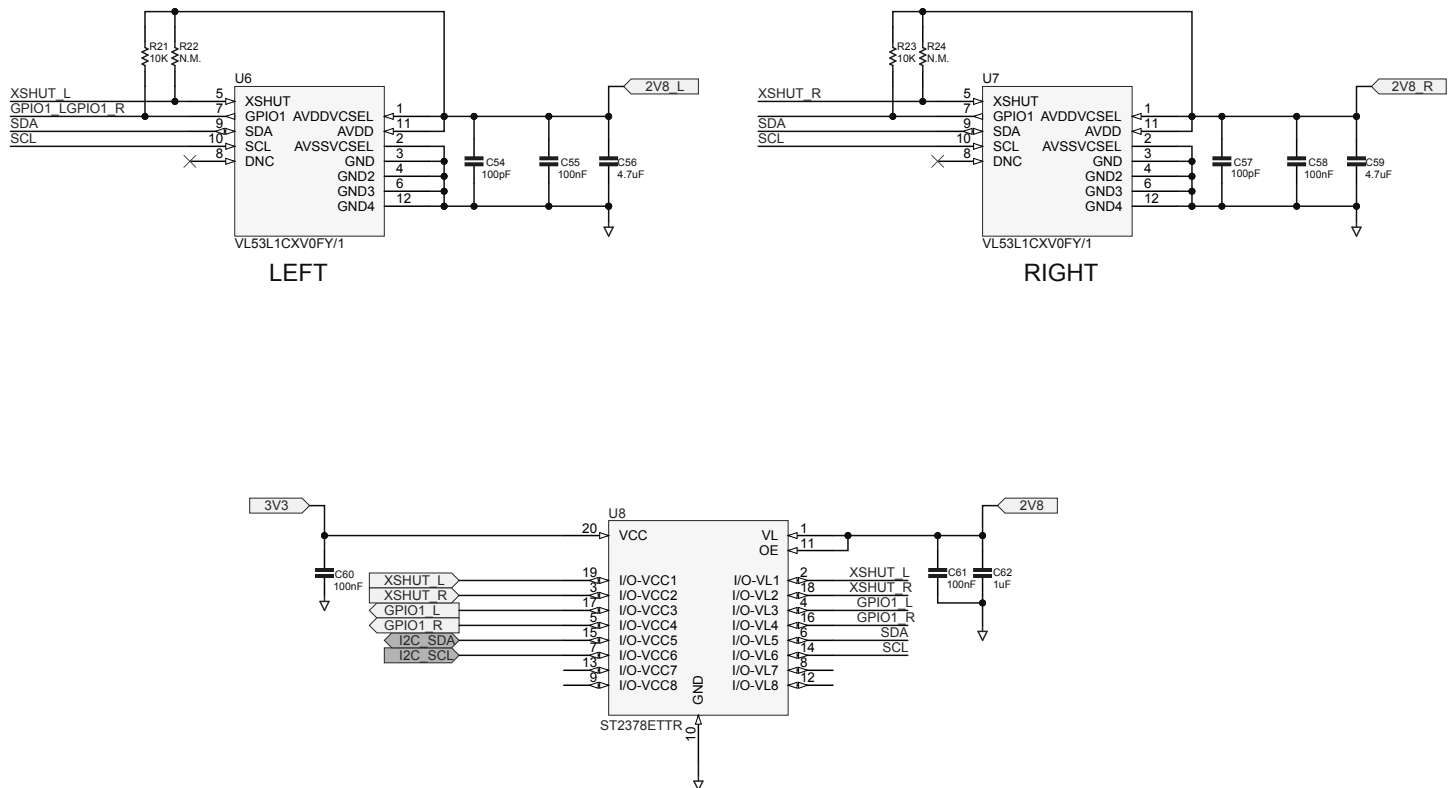 R21
10K
R22
N.M.
U6
XSHUT_L
GPIO1_LGPIO1_R
SDA
SCL
5
7
9
10
8
XSHUT
GPIO1
SDA
SCL
DNC
AVDDVCSEL
AVDD
AVSSVCSEL
GND
GND2
GND3
GND4
1
11
2
3
4
6
12
2V8_L
C54
100pF
C55
100nF
C56
4.7uF
VL53L1CXV0FY/1
LEFT
R23
10K
R24
N.M.
U7
XSHUT_R
SDA
SCL
5
7
9
10
8
XSHUT
GPIO1
SDA
SCL
DNC
AVDDVCSEL
AVDD
AVSSVCSEL
GND
GND2
GND3
GND4
1
11
2
3
4
6
12
2V8_R
C57
100pF
C58
100nF
C59
4.7uF
VL53L1CXV0FY/1
RIGHT
3V3
C60
100nF
U8
20
VCC
VL
OE
1
11
2V8
C61
100nF
C62
1uF
XSHUT_L 19 I/O-VCC1 I/O-VL1 2 XSHUT_L
XSHUT_R 3 I/O-VCC2 I/O-VL2 18 XSHUT_R
GPIO1_L 17 I/O-VCC3 I/O-VL3 4 GPIO1_L
GPIO1_R 5 I/O-VCC4 I/O-VL4 16 GPIO1_R
I2C_SDA 15 I/O-VCC5 I/O-VL5 6 SDA
I2C_SCL 7 I/O-VCC6 I/O-VL6 14 SCL
13 I/O-VCC7 I/O-VL7 8
9 I/O-VCC8 I/O-VL8 12
GND
ST2378ETTR
10